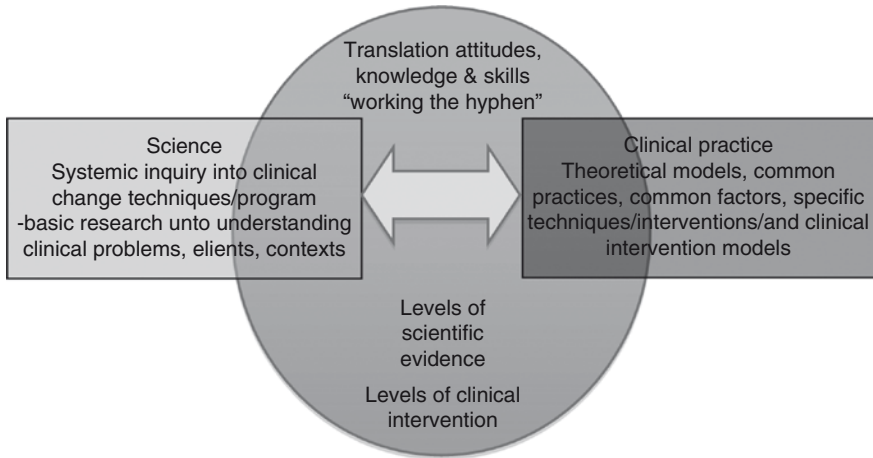 Translation attitudes,
knowledge & skills
“working the hyphen”
Science
Systemic inquiry into clinical
change techniques/program
-basic research unto understanding
clinical problems, elients, contexts
Clinical practice
Theoretical models, common
practices, common factors, specific
techniques/interventions/and clinical
intervention models
Levels of
scientific
evidence
Levels of clinical
intervention